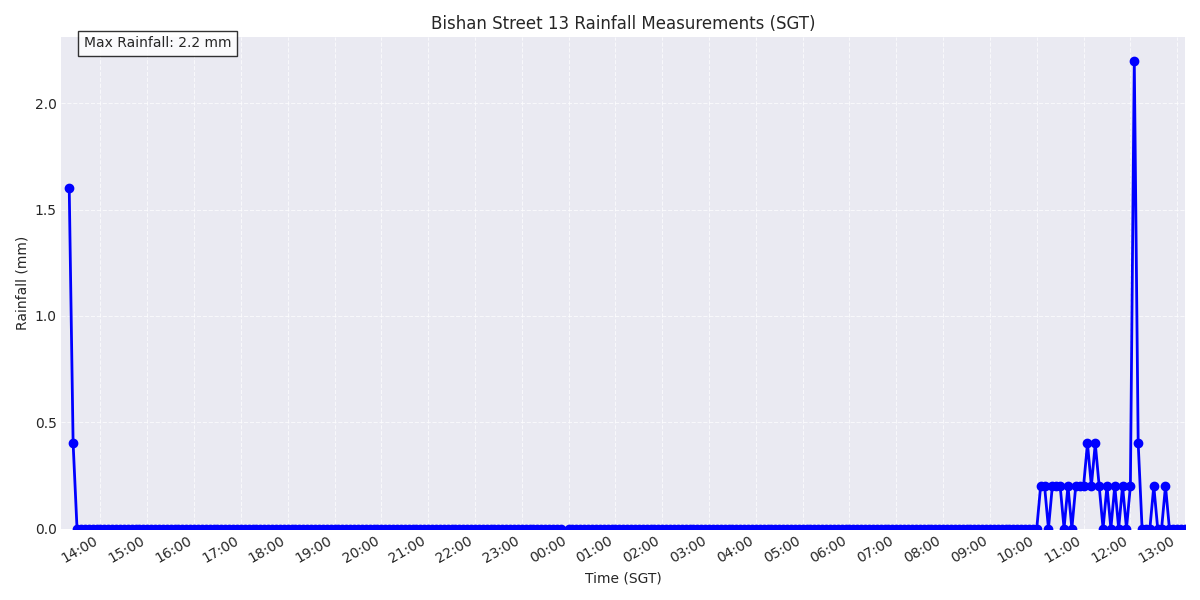 Bishan Street 13 Rainfall Measurements (SGT)
Max Rainfall: 2.2 mm
Rainfall (mm)
2.0
1.5
1.0
0.5
0.0
14:00 15:00 16:00 17:00 18:00 19:00 20:00 21:00 22:00 23:00 00:00 01:00 02:00 03:00 04:00 05:00 06:00 07:00 08:00 09:00 10:00 11:00 12:00 13:00
Time (SGT)